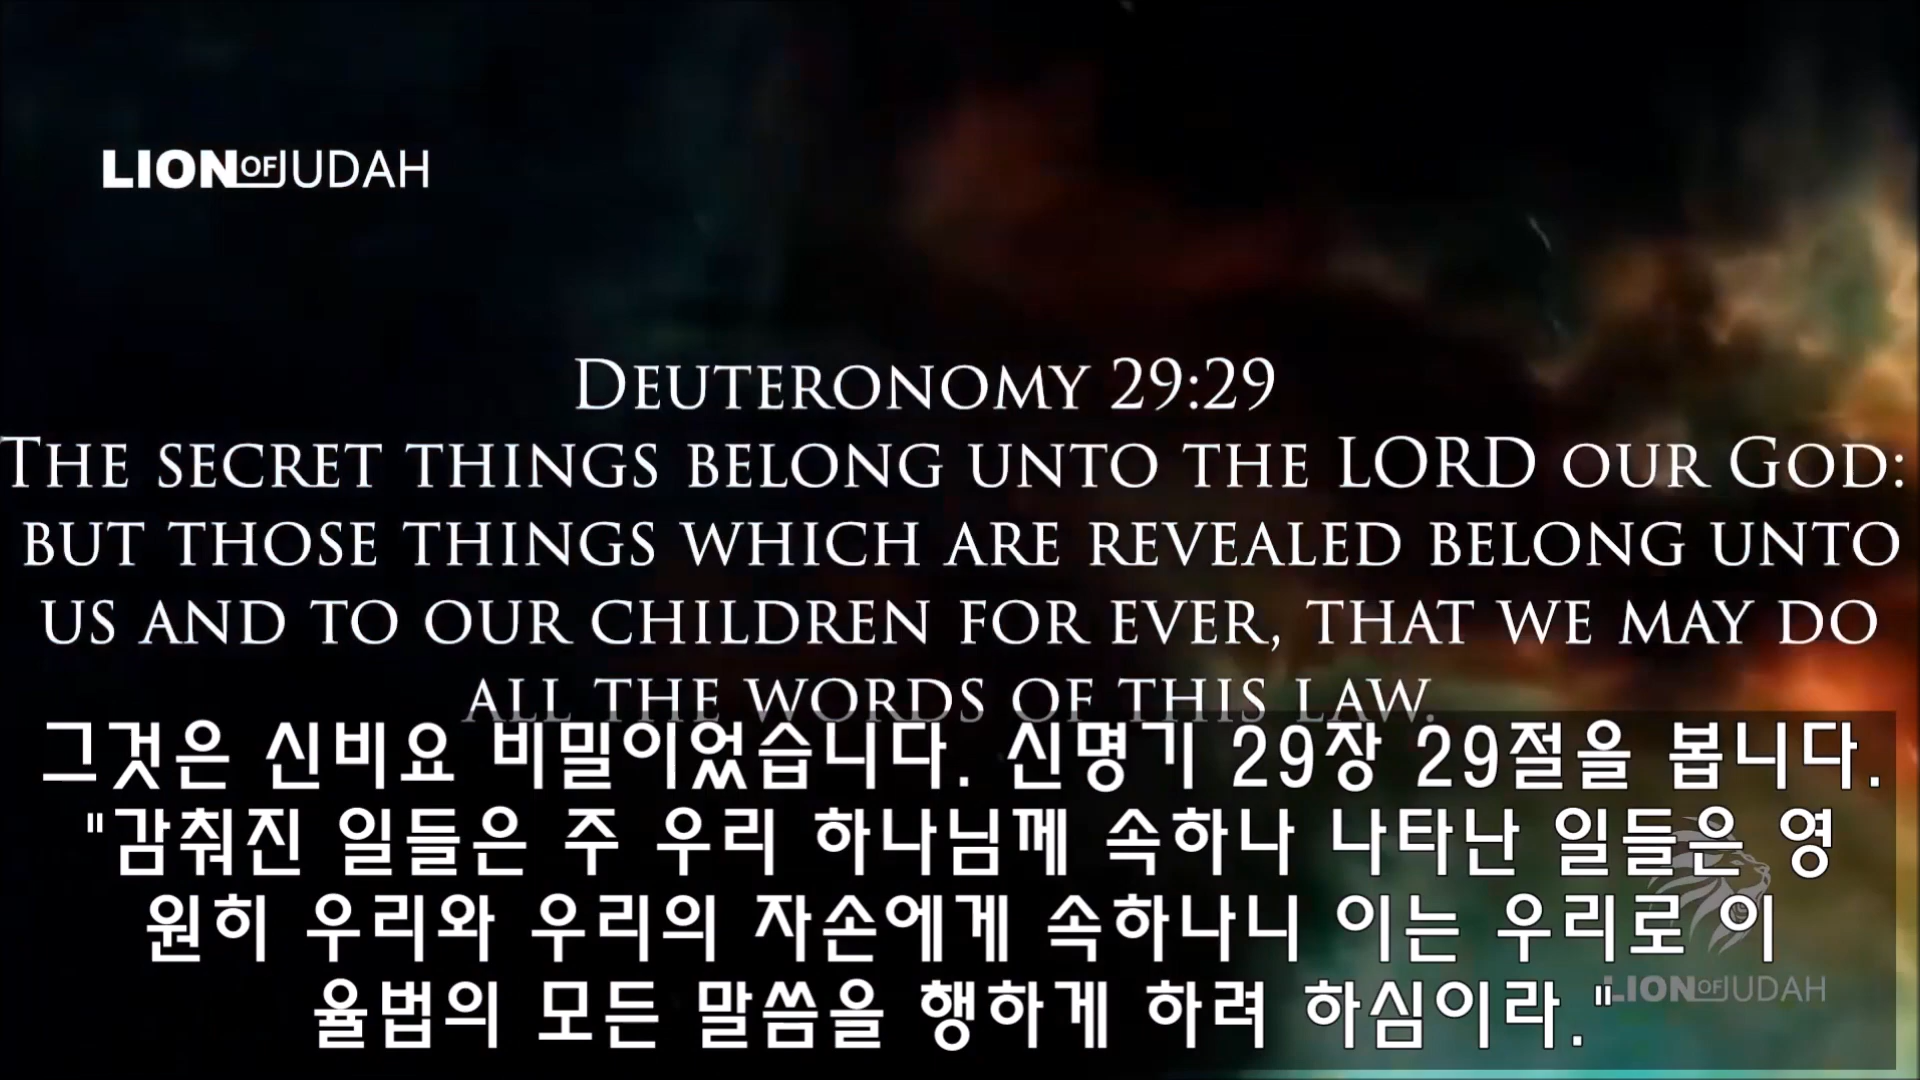 LION OF JUDAH
DEUTERONOMY 29:29
THE SECRET THINGS BELONG UNTO THE LORD OUR GOD:
BUT THOSE THINGS WHICH ARE REVEALED BELONG UNTO
US AND TO OUR CHILDREN FOR EVER, THAT WE MAY DO
ALL THE WORDS OF THIS LAW.
그것은 신비요 비밀이었습니다. 신명기 29장 29절을 봅니다.
"감춰진 일들은 주 우리 하나님께 속하나 나타난 일들은 영
원히 우리와 우리의 자손에게 속하나니 이는 우리로 이
율법의 모든 말씀을 행하게 하려 하심이라."
LION OF JUDAH